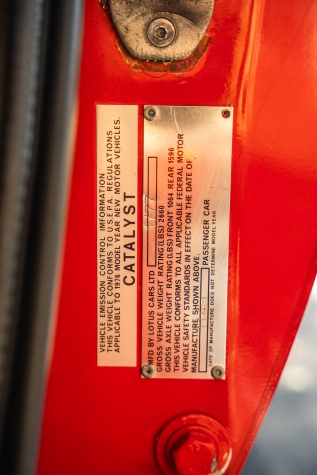 VEHICLE EMISSION CONTROL INFORMATION
THIS VEHICLE CONFORMS TO U.S.E.P.A. REGULATIONS
APPLICABLE TO 1976 MODEL YEAR NEW MOTOR VEHICLES.
CATALYST
MFD BY LOTUS CARS LTD
GROSS VEHICLE WEIGHT RATING (LBS) 2660
GROSS AXLE WEIGHT RATING (LBS) FRONT 1064 REAR 1596
THIS VEHICLE CONFORMS TO ALL APPLICABLE FEDERAL MOTOR
VEHICLE SAFETY STANDARDS IN EFFECT ON THE DATE OF
MANUFACTURE SHOWN ABOVE.
PASSENGER CAR
DATE OF MANUFACTURE DOES NOT DETERMINE MODEL YEAR